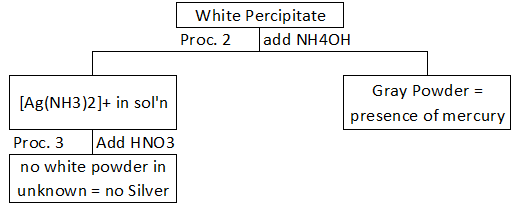 White Percipitate
Proc. 2 add NH4OH
[Ag(NH3)2]+ in sol'n
Gray Powder =
presence of mercury
Proc. 3 Add HNO3
no white powder in
unknown = no Silver